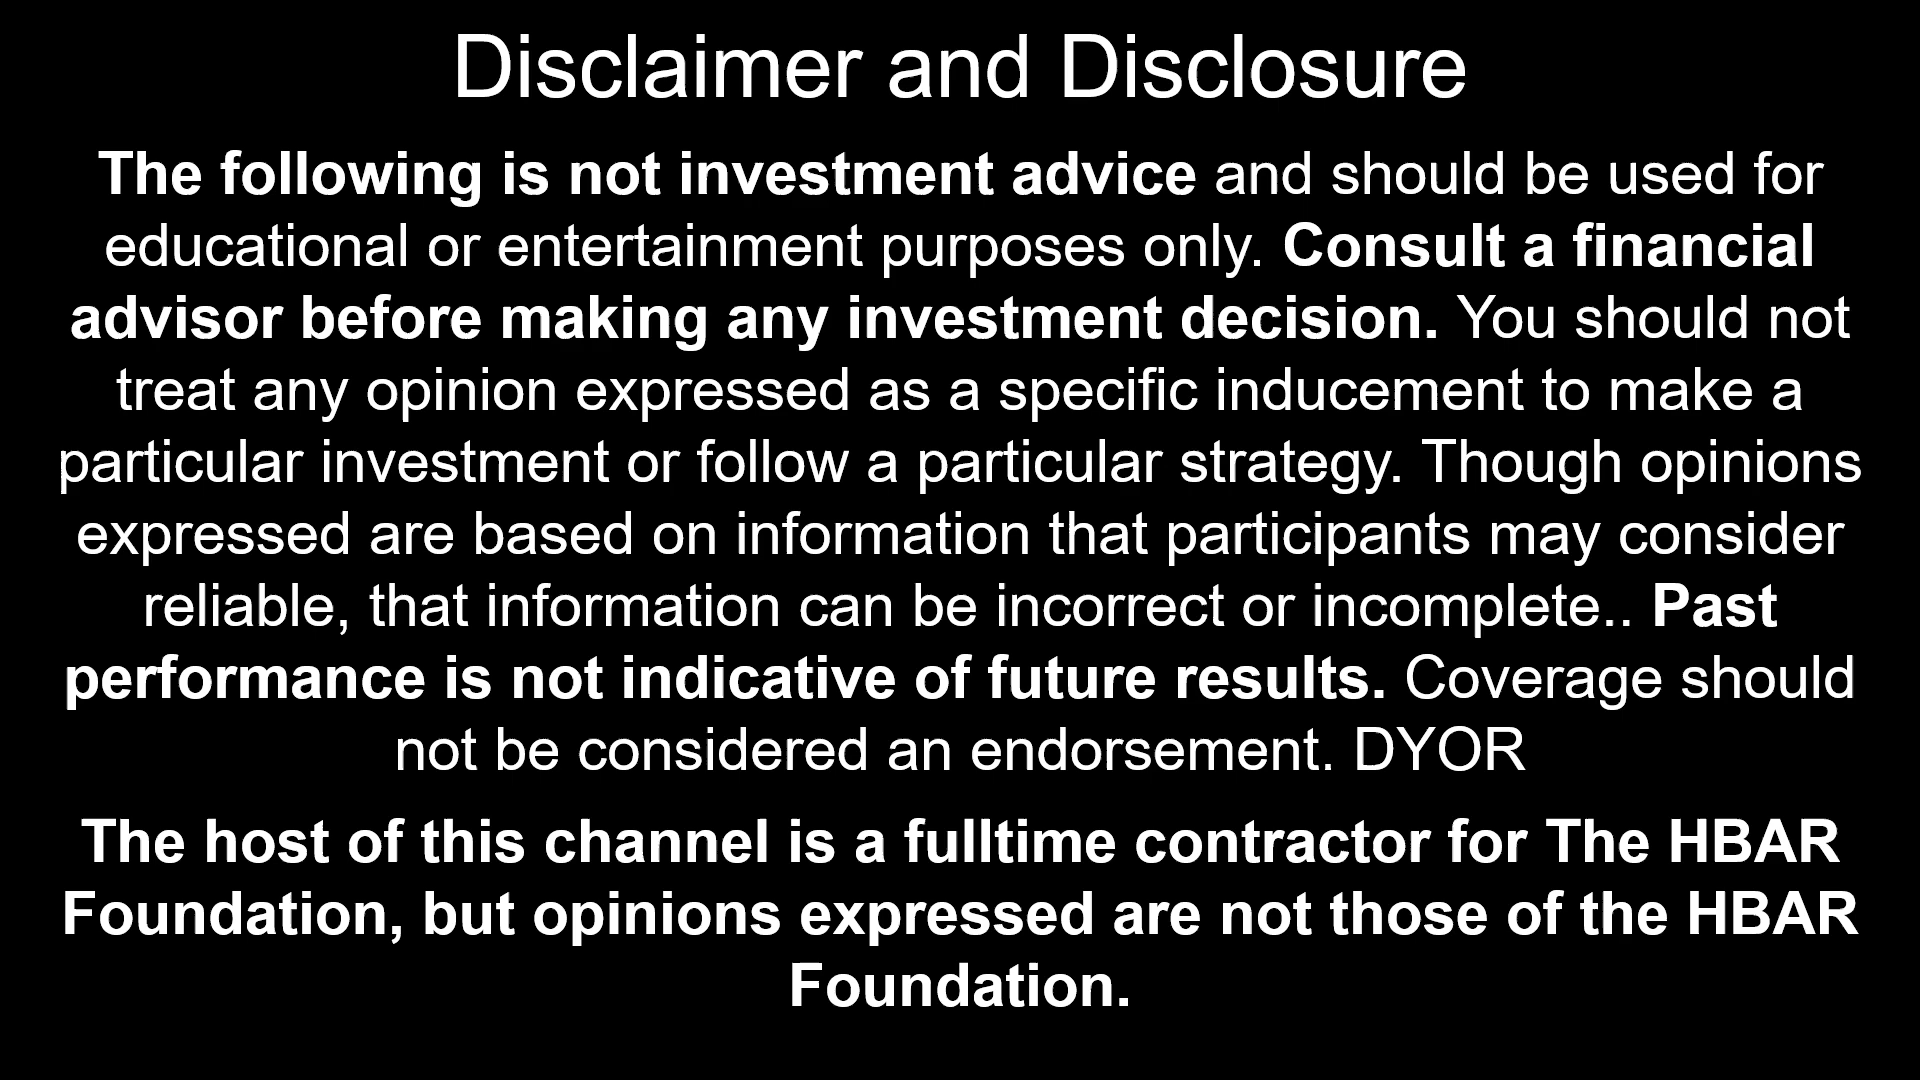 Disclaimer and Disclosure
The following is not investment advice and should be used for
educational or entertainment purposes only. Consult a financial
advisor before making any investment decision. You should not
treat any opinion expressed as a specific inducement to make a
particular investment or follow a particular strategy. Though opinions
expressed are based on information that participants may consider
reliable, that information can be incorrect or incomplete.. Past
performance is not indicative of future results. Coverage should
not be considered an endorsement. DYOR
The host of this channel is a fulltime contractor for The HBAR
Foundation, but opinions expressed are not those of the HBAR
Foundation.